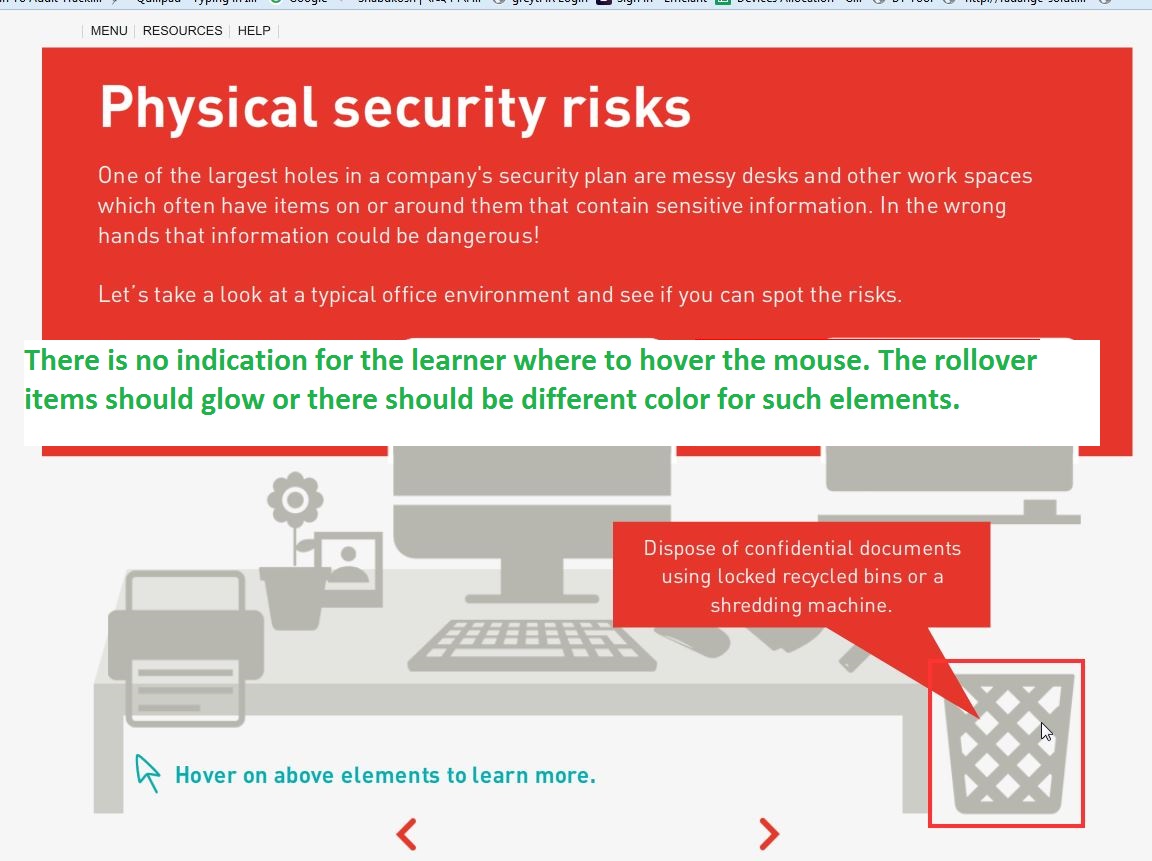 MENU RESOURCES HELP
Physical security risks
One of the largest holes in a company's security plan are messy desks and other work spaces
which often have items on or around them that contain sensitive information. In the wrong
hands that information could be dangerous!
Let's take a look at a typical office environment and see if you can spot the risks.
There is no indication for the learner where to hover the mouse. The rollover
items should glow or there should be different color for such elements.
Dispose of confidential documents
using locked recycled bins or a
shredding machine.
Hover on above elements to learn more.